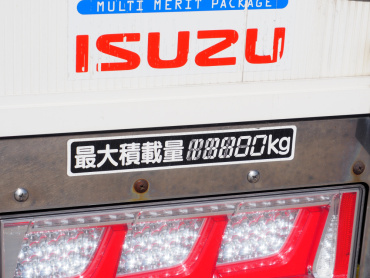 MULTI MERIT PACKAGE
ISUZU
最大積載量 kg